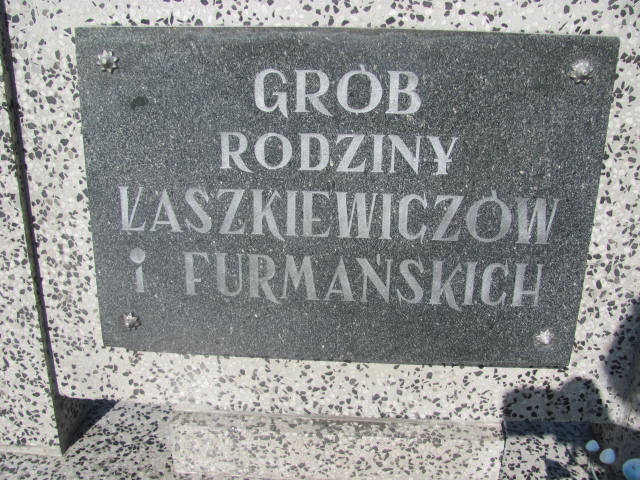 GRÓB
RODZINY
ŁASZKIEWICZÓW
i FURMAŃSKICH